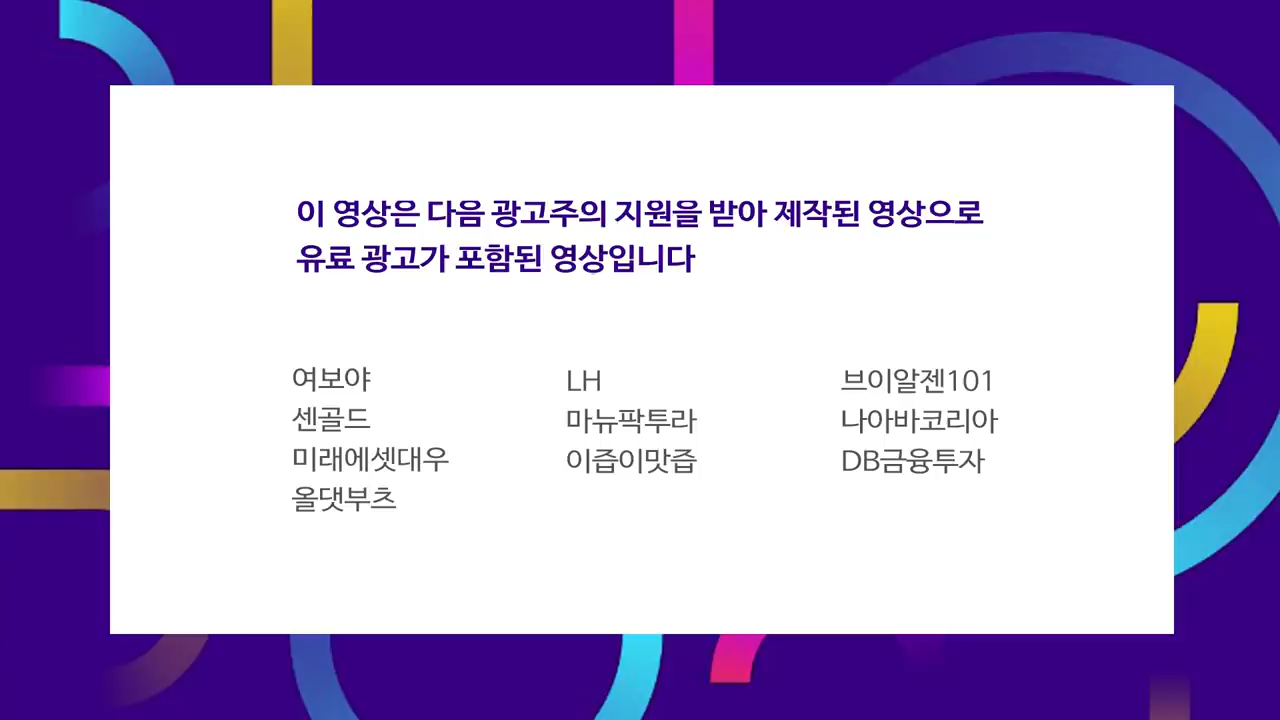 이 영상은 다음 광고주의 지원을 받아 제작된 영상으로
유료 광고가 포함된 영상입니다
여보야
센골드
미래에셋대우
올댓부츠
LH
마뉴팍투라
이즙이맛즙
브이알젠101
나아바코리아
DB금융투자